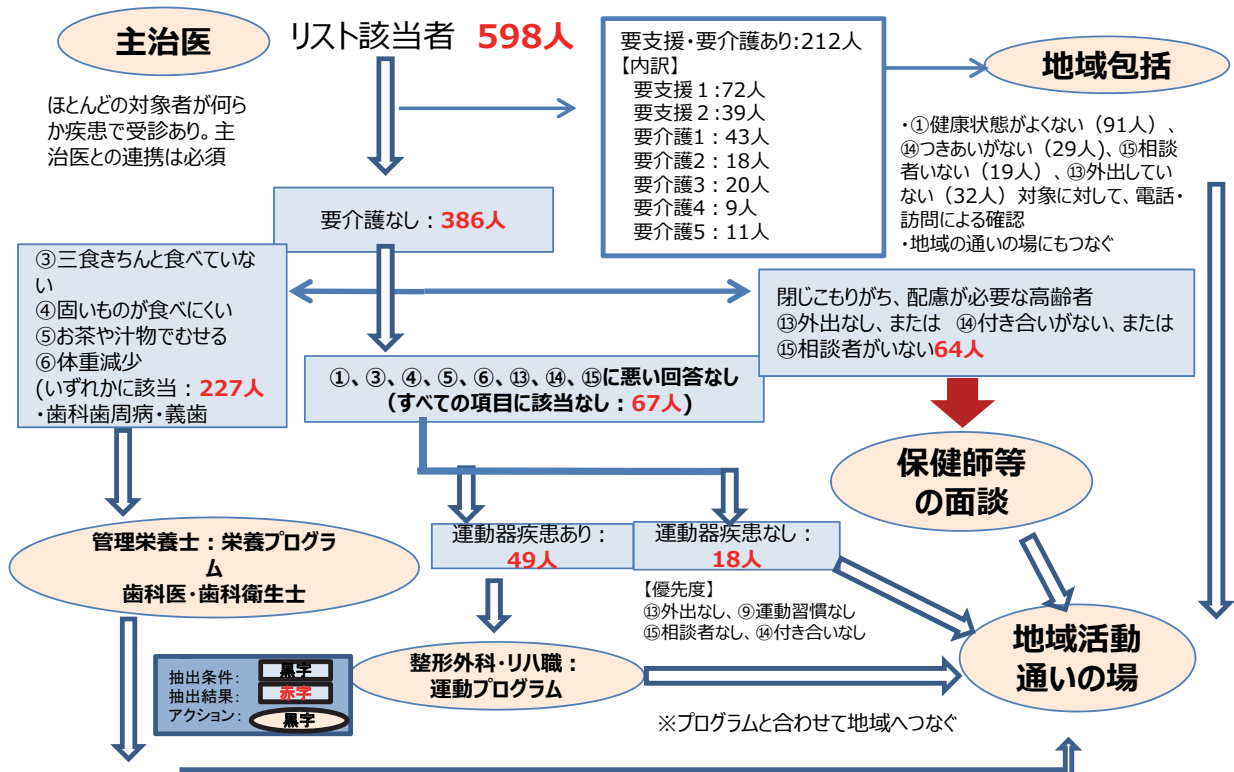 主治医
リスト該当者 598人
ほとんどの対象者が何ら
か疾患で受診あり。主
治医との連携は必須
要支援・要介護あり:212人
【内訳】
要支援1:72人
要支援2:39人
要介護1:43人
要介護2:18人
要介護3:20人
要介護4:9人
要介護5:11人
地域包括
・①健康状態がよくない（91人）、
⑭つきあいがない（29人)、⑮相談
者いない（19人）、⑬外出してい
ない（32人）対象に対して、電話・
訪問による確認
・地域の通いの場にもつなぐ
要介護なし：386人
③三食きちんと食べていな
い
④固いものが食べにくい
⑤お茶や汁物でむせる
⑥体重減少
(いずれかに該当：227人
・歯科歯周病・義歯
閉じこもりがち、配慮が必要な高齢者
⑬外出なし、または ⑭付き合いがない、または
⑮相談者がいない64人
①、③、④、⑤、⑥、⑬、⑭、⑮に悪い回答なし
（すべての項目に該当なし：67人)
保健師等
の面談
運動器疾患あり：
49人
運動器疾患なし：
18人
管理栄養士：栄養プログラ
ム
歯科医・歯科衛生士
【優先度】
⑬外出なし、⑨運動習慣なし
⑮相談者なし、⑭付き合いなし
地域活動
通いの場
整形外科・リハ職：
運動プログラム
抽出条件: 黒字
抽出結果: 赤字
アクション: 黒字
※プログラムと合わせて地域へつなぐ